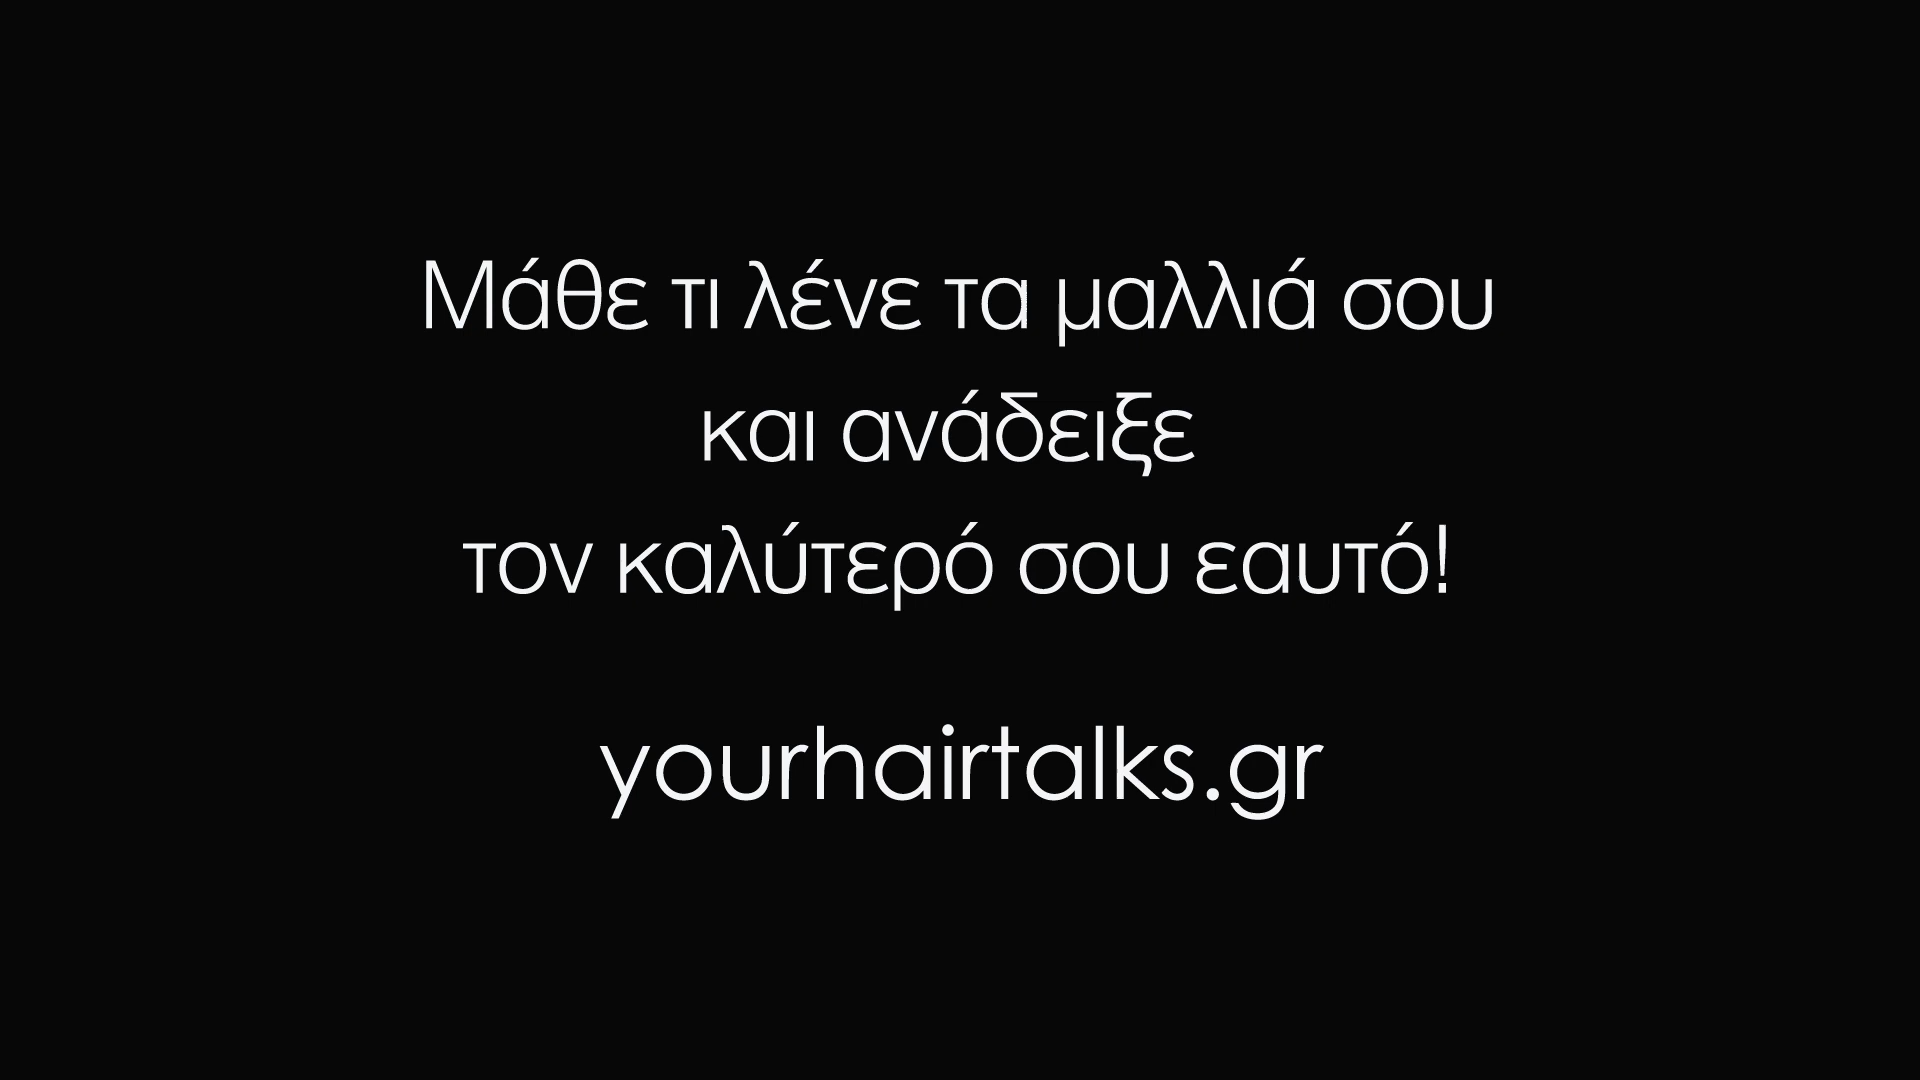 Μάθε τι λένε τα μαλλιά σου
και ανάδειξε
τον καλύτερό σου εαυτό!
yourhairtalks.gr